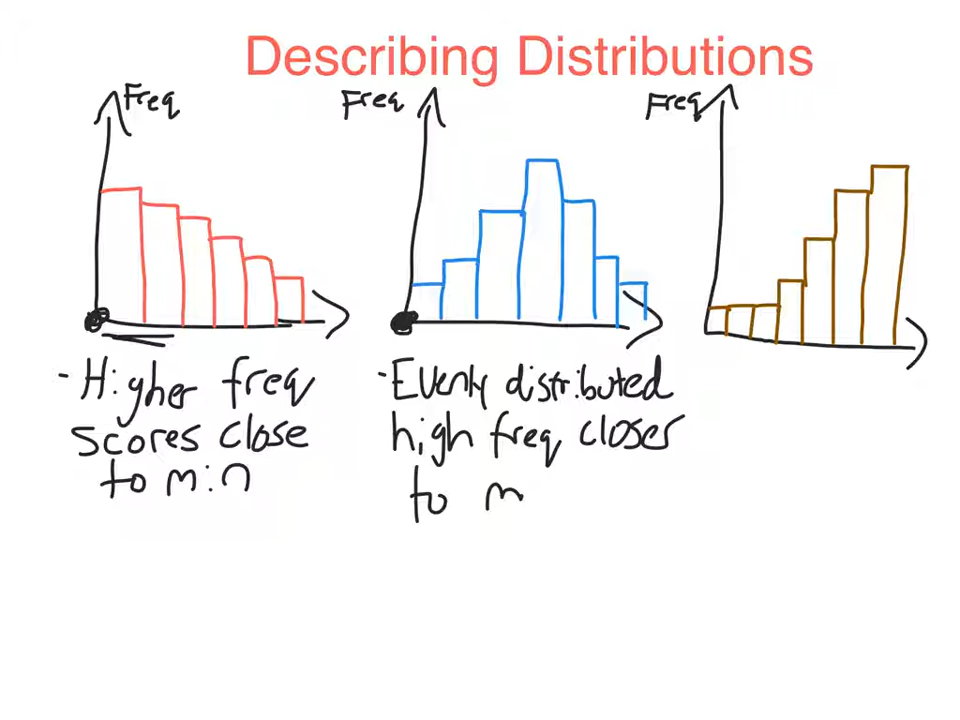 Describing Distributions
Freq
Freq
Freq
- Higher freq
scores close
to min
- Evenly distributed
high freq closer
to m